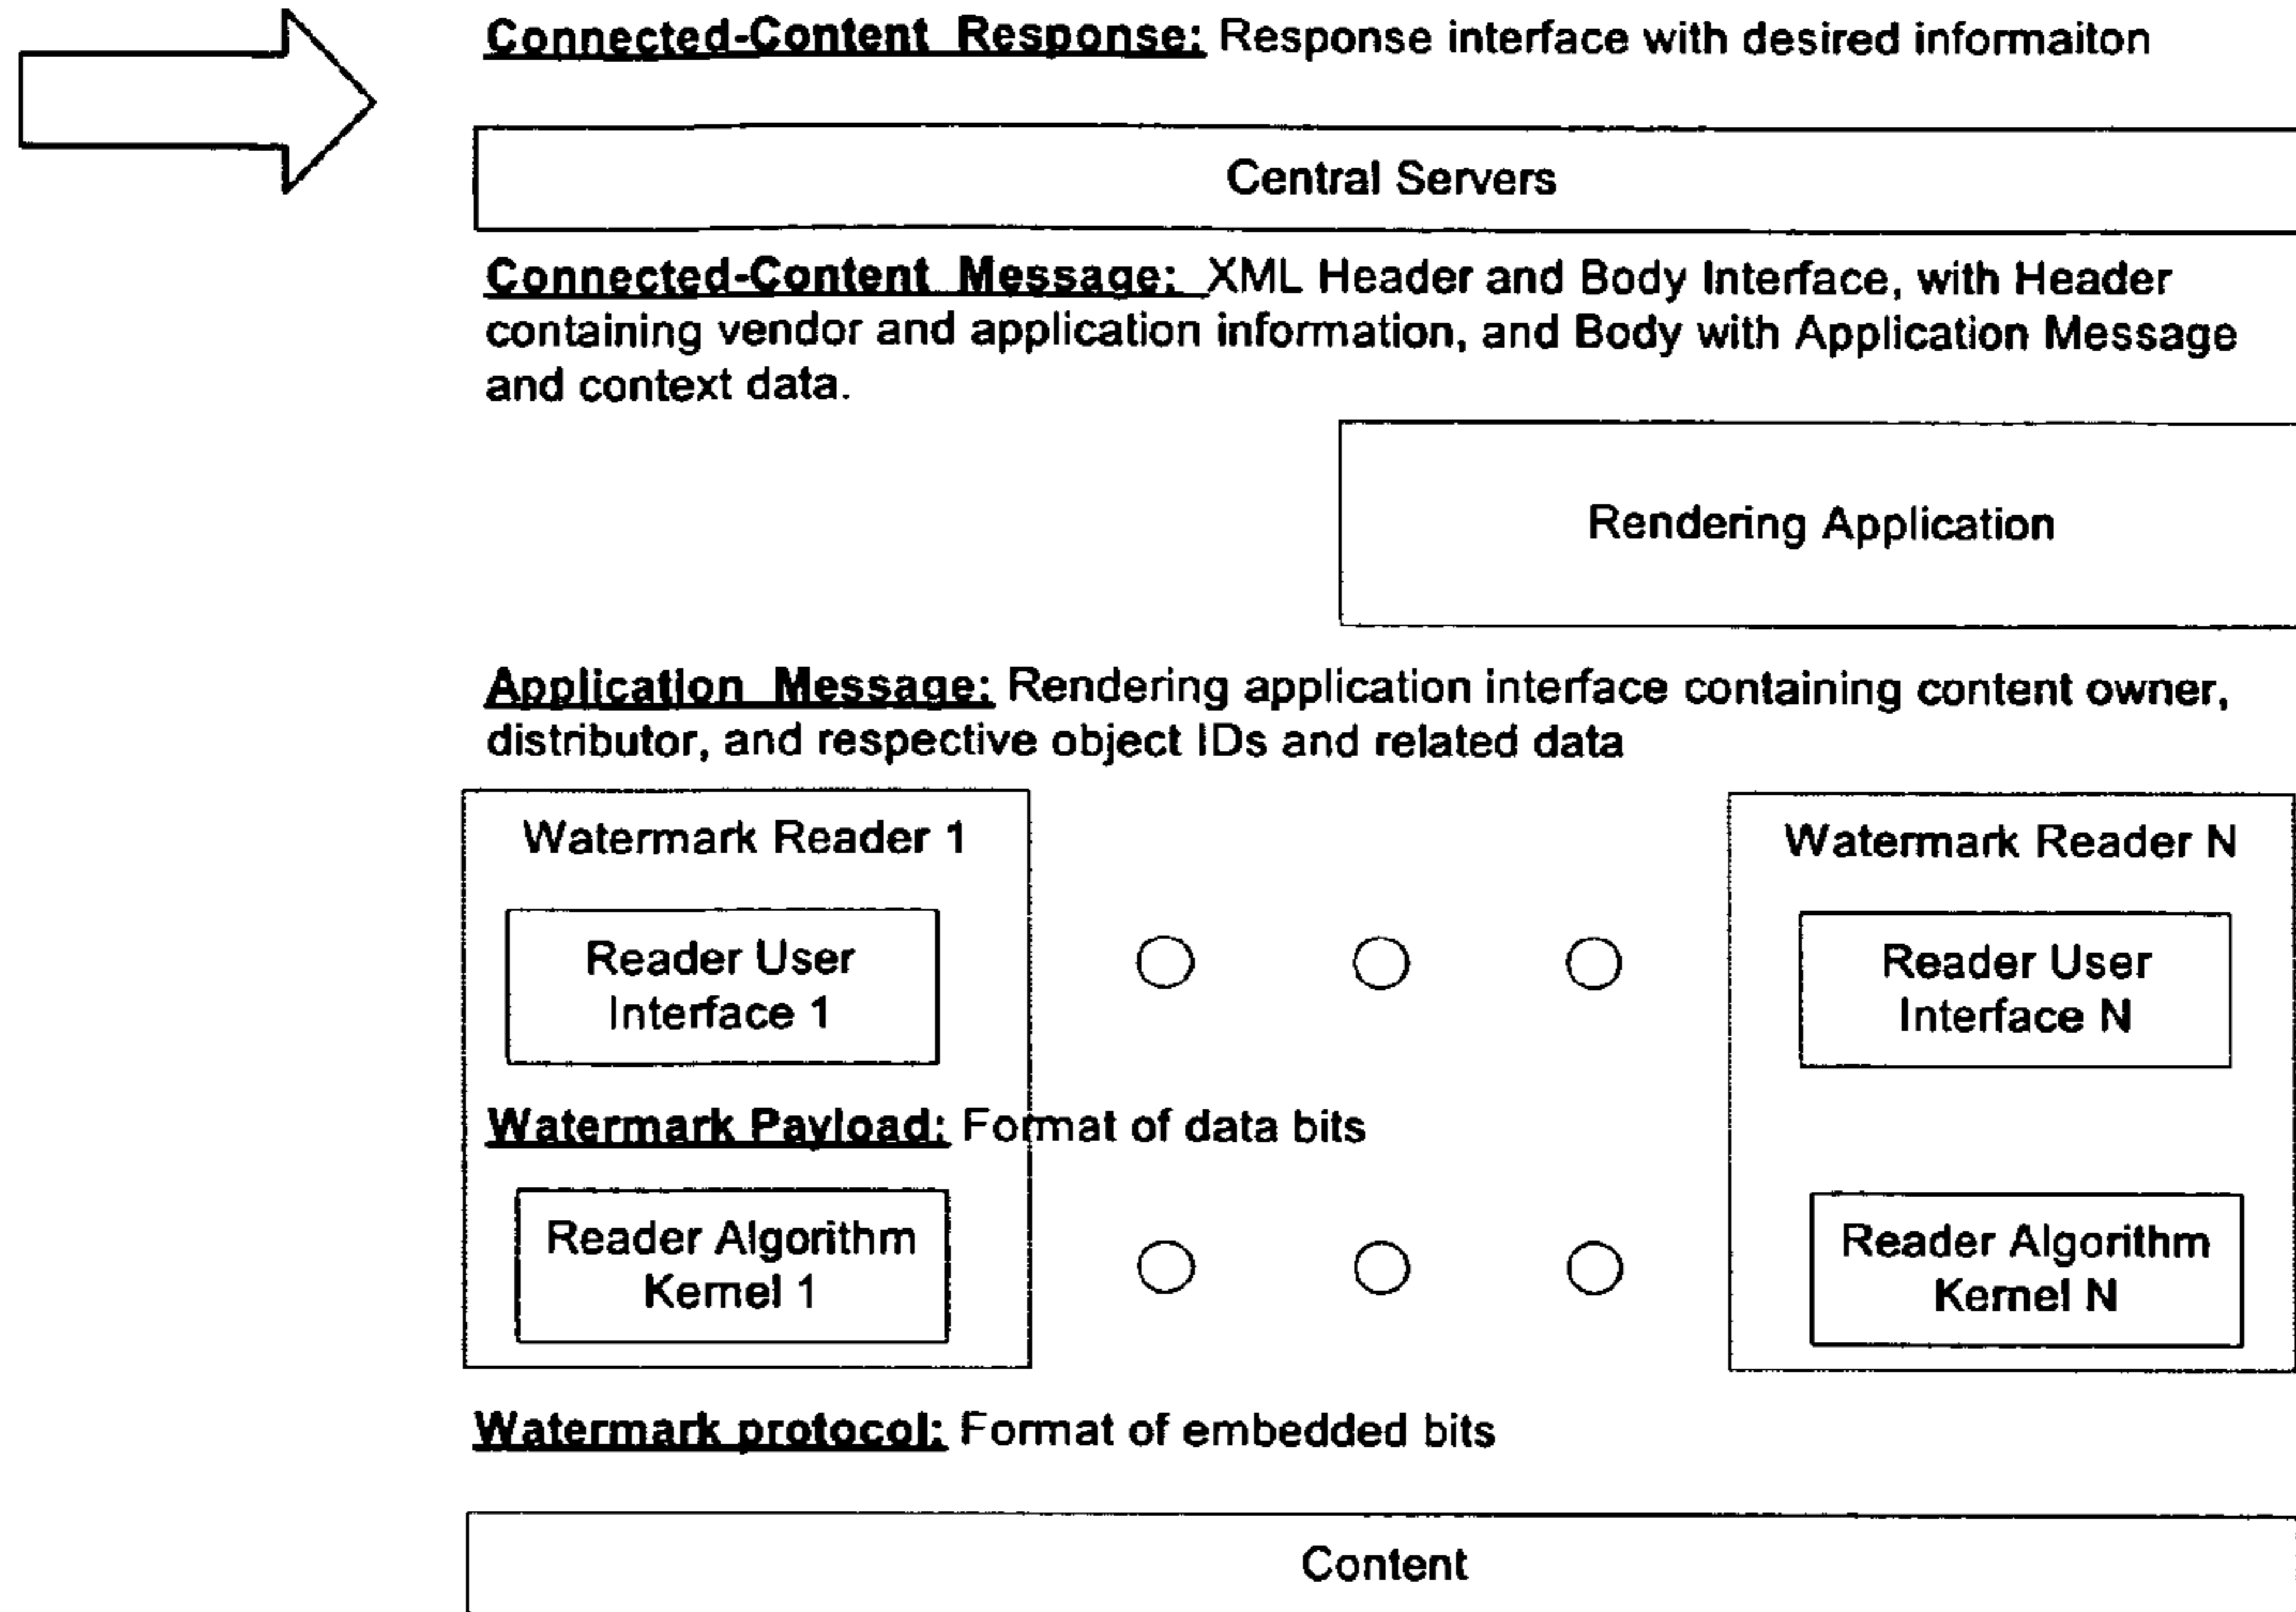 Connected-Content Response: Response interface with desired informaiton
Central Servers
Connected-Content Message: XML Header and Body Interface, with Header
containing vendor and application information, and Body with Application Message
and context data.
Rendering Application
Application Message: Rendering application interface containing content owner,
distributor, and respective object IDs and related data
Watermark Reader 1
Watermark Reader N
Reader User
Interface 1
Reader User
Interface N
Watermark Payload: Format of data bits
Reader Algorithm
Kernel 1
Reader Algorithm
Kernel N
Watermark protocol: Format of embedded bits
Content